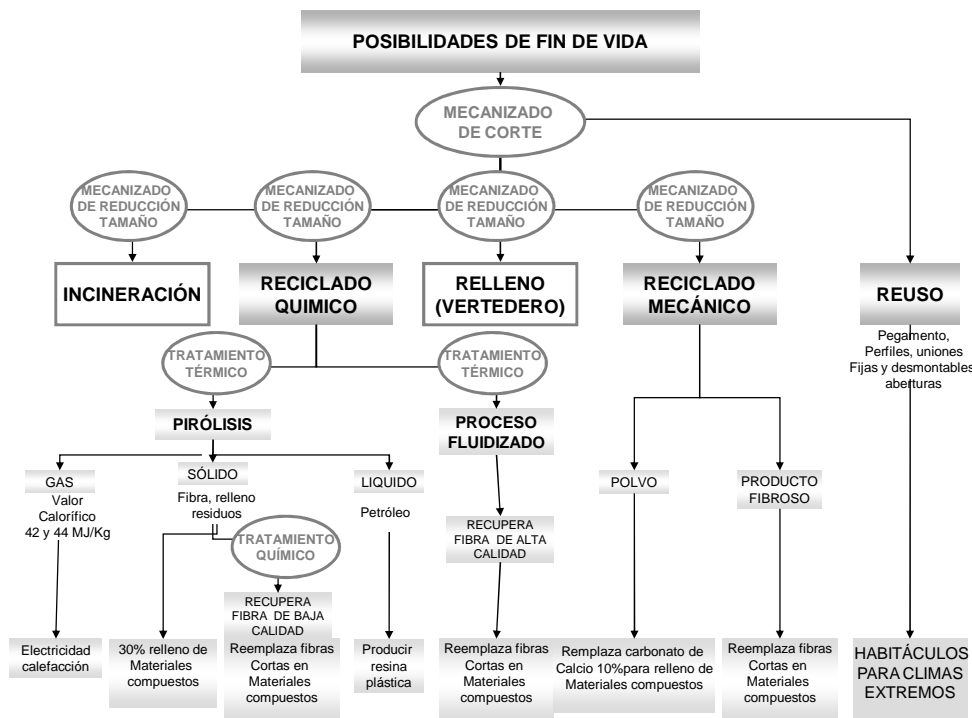 POSIBILIDADES DE FIN DE VIDA
MECANIZADO
DE CORTE
MECANIZADO
DE REDUCCIÓN
TAMAÑO
MECANIZADO
DE REDUCCIÓN
TAMAÑO
MECANIZADO
DE REDUCCIÓN
TAMAÑO
MECANIZADO
DE REDUCCIÓN
TAMAÑO
INCINERACIÓN
RECICLADO
QUIMICO
RELLENO
(VERTEDERO)
RECICLADO
MECÁNICO
REUSO
Pegamento,
Perfiles, uniones
Fijas y desmontables
aberturas
TRATAMIENTO
TÉRMICO
TRATAMIENTO
TÉRMICO
PIRÓLISIS
PROCESO
FLUIDIZADO
GAS
Valor
Calorífico
42 y 44 MJ/Kg
SÓLIDO
Fibra, relleno
residuos
LIQUIDO
Petróleo
POLVO
PRODUCTO
FIBROSO
TRATAMIENTO
QUÍMICO
RECUPERA
FIBRA DE ALTA
CALIDAD
RECUPERA
FIBRA DE BAJA
CALIDAD
Electricidad
calefacción
30% relleno de
Materiales
compuestos
Reemplaza fibras
Cortas en
Materiales
compuestos
Producir
resina
plástica
Reemplaza fibras
Cortas en
Materiales
compuestos
Remplaza carbonato de
Calcio 10%para relleno de
Materiales compuestos
Reemplaza fibras
Cortas en
Materiales
compuestos
HABITÁCULOS
PARA CLIMAS
EXTREMOS